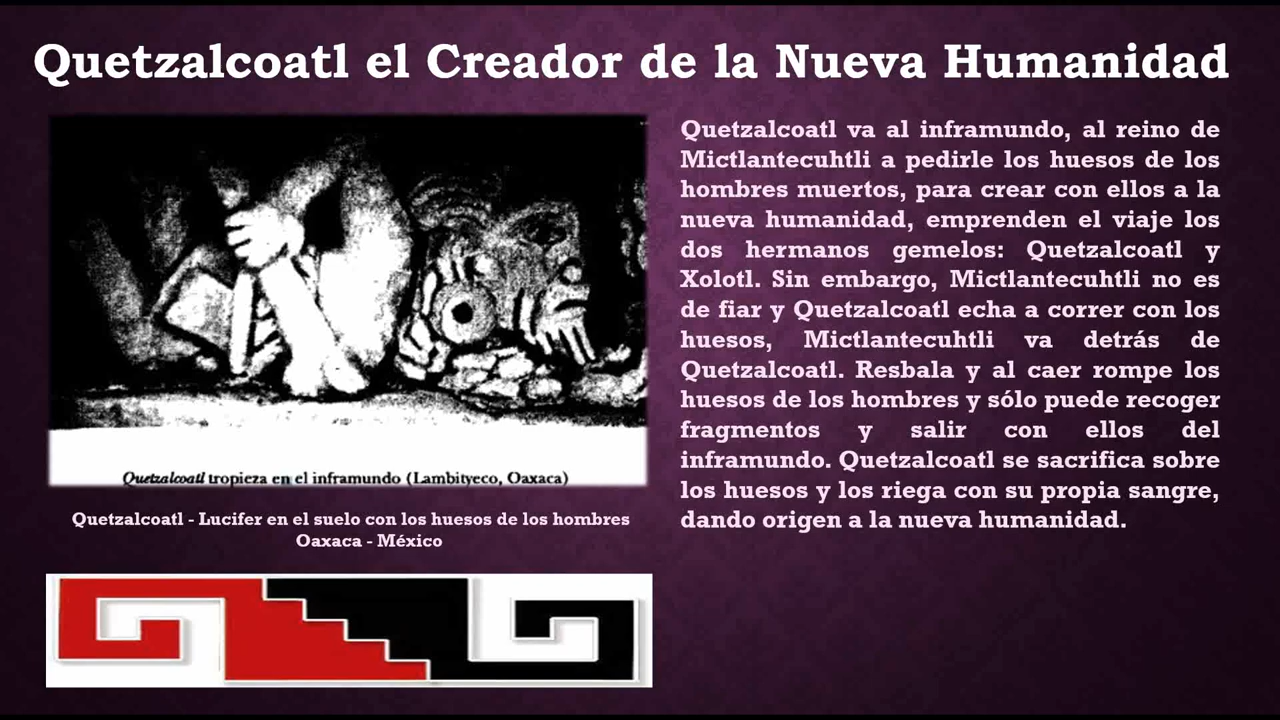 Quetzalcoatl el Creador de la Nueva Humanidad
Quetzalcoatl tropieza en el inframundo (Lambityeco, Oaxaca)
Quetzalcoatl - Lucifer en el suelo con los huesos de los hombres
Oaxaca - México
Quetzalcoatl va al inframundo, al reino de
Mictlantecuhtli a pedirle los huesos de los
hombres muertos, para crear con ellos a la
nueva humanidad, emprenden el viaje los
dos hermanos gemelos: Quetzalcoatl y
Xolotl. Sin embargo, Mictlantecuhtli no es
de fiar y Quetzalcoatl echa a correr con los
huesos, Mictlantecuhtli va detrás de
Quetzalcoatl. Resbala y al caer rompe los
huesos de los hombres y sólo puede recoger
fragmentos y salir con ellos del
inframundo. Quetzalcoatl se sacrifica sobre
los huesos y los riega con su propia sangre,
dando origen a la nueva humanidad.